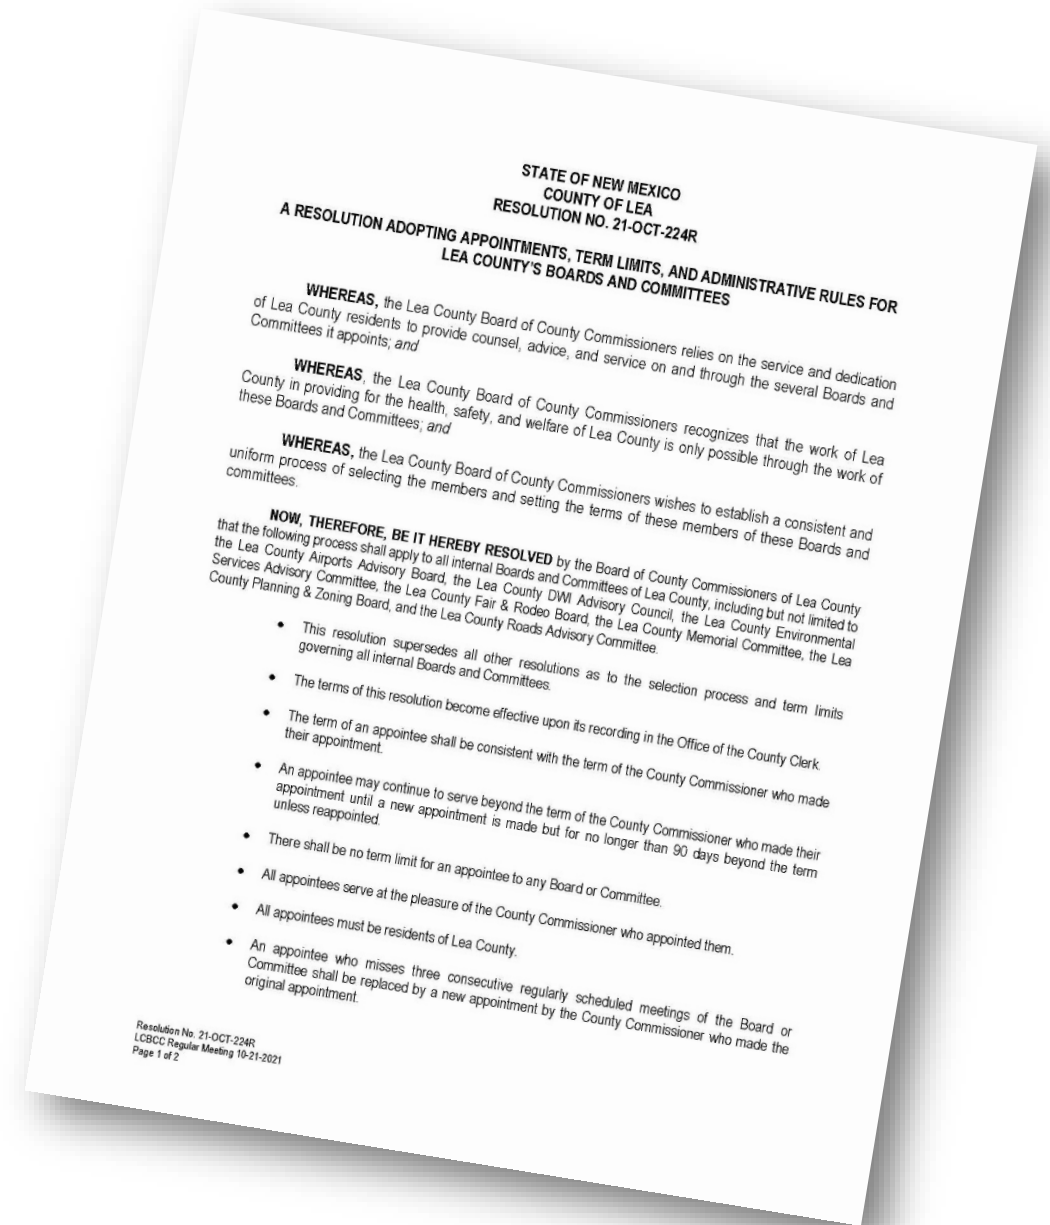 STATE OF NEW MEXICO
COUNTY OF LEA
RESOLUTION NO. 21-OCT-224R
A RESOLUTION ADOPTING APPOINTMENTS, TERM LIMITS, AND ADMINISTRATIVE RULES FOR
LEA COUNTY'S BOARDS AND COMMITTEES
WHEREAS, the Lea County Board of County Commissioners relies on the service and dedication
of Lea County residents to provide counsel, advice, and service on and through the several Boards and
Committees it appoints; and
WHEREAS, the Lea County Board of County Commissioners recognizes that the work of Lea
County in providing for the health, safety, and welfare of Lea County is only possible through the work of
these Boards and Committees; and
WHEREAS, the Lea County Board of County Commissioners wishes to establish a consistent and
uniform process of selecting the members and setting the terms of these members of these Boards and
committees.
NOW, THEREFORE, BE IT HEREBY RESOLVED by the Board of County Commissioners of Lea County
that the following process shall apply to all internal Boards and Committees of Lea County, including but not limited to
the Lea County Airports Advisory Board, the Lea County DWI Advisory Council, the Lea County Environmental
Services Advisory Committee, the Lea County Fair & Rodeo Board, the Lea County Memorial Committee, the Lea
County Planning & Zoning Board, and the Lea County Roads Advisory Committee.
• This resolution supersedes all other resolutions as to the selection process and term limits
governing all internal Boards and Committees.
• The terms of this resolution become effective upon its recording in the Office of the County Clerk.
• The term of an appointee shall be consistent with the term of the County Commissioner who made
their appointment.
• An appointee may continue to serve beyond the term of the County Commissioner who made their
appointment until a new appointment is made but for no longer than 90 days beyond the term
unless reappointed.
• There shall be no term limit for an appointee to any Board or Committee.
• All appointees serve at the pleasure of the County Commissioner who appointed them.
• All appointees must be residents of Lea County.
• An appointee who misses three consecutive regularly scheduled meetings of the Board or
Committee shall be replaced by a new appointment by the County Commissioner who made the
original appointment.
Resolution No. 21-OCT-224R
LCBCC Regular Meeting 10-21-2021
Page 1 of 2